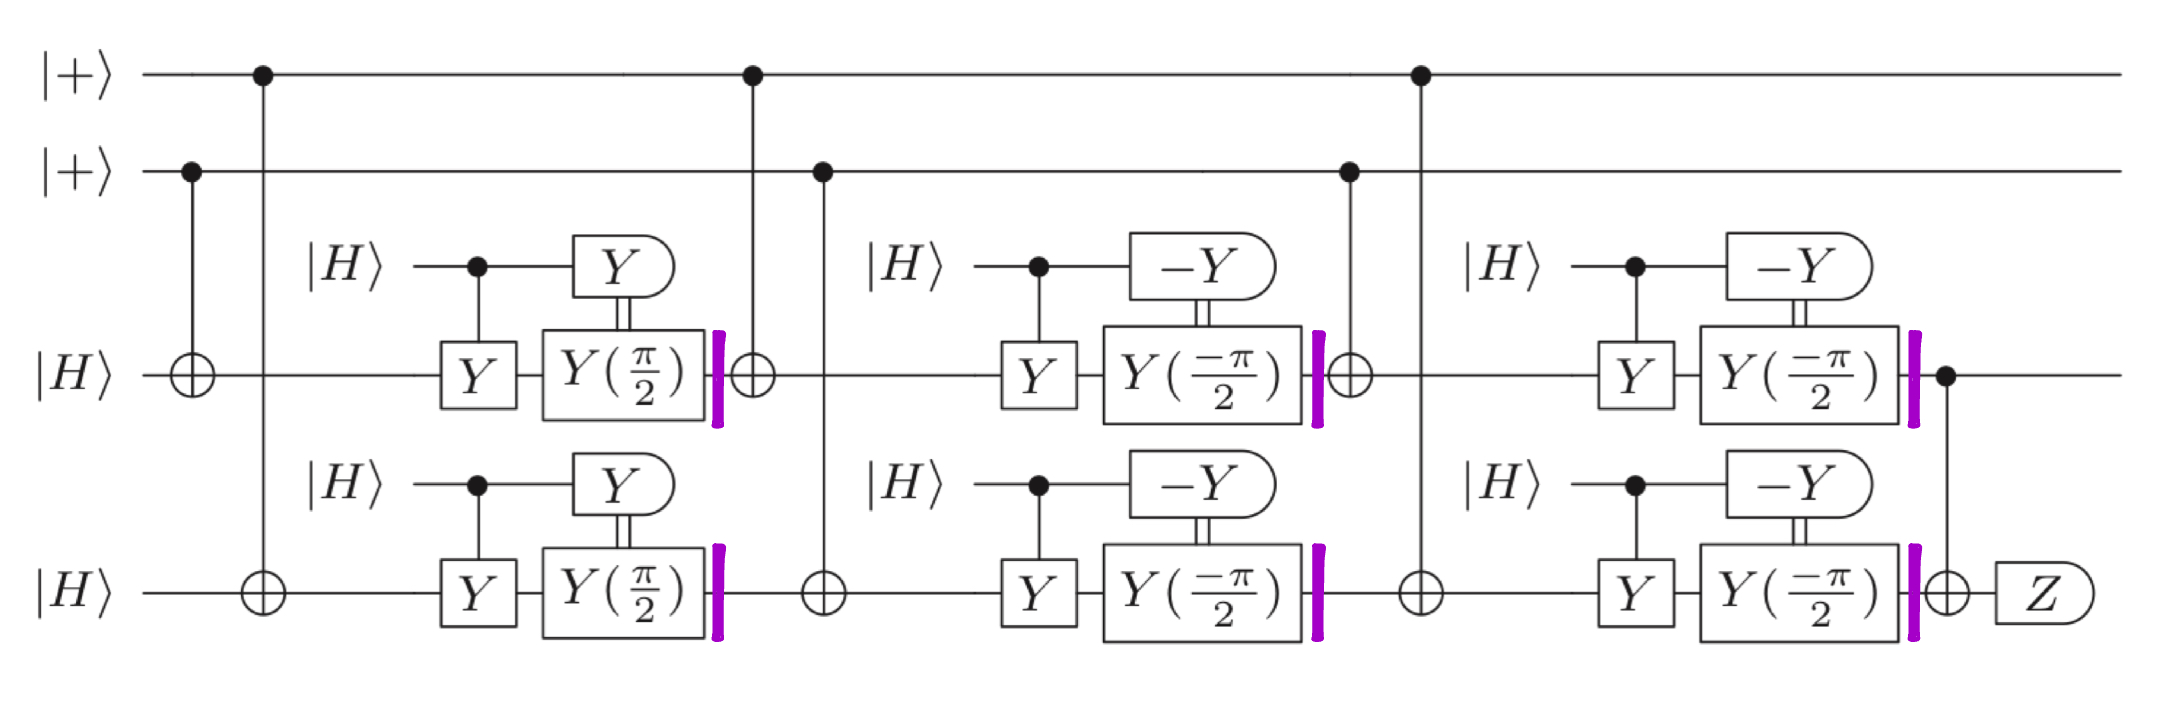 |+⟩
|+⟩
|H⟩ Y |H⟩ −Y |H⟩ −Y
|H⟩ Y Y(π/2) Y Y(−π/2) Y Y(−π/2)
|H⟩ Y |H⟩ −Y |H⟩ −Y
|H⟩ Y Y(π/2) Y Y(−π/2) Y Y(−π/2) Z